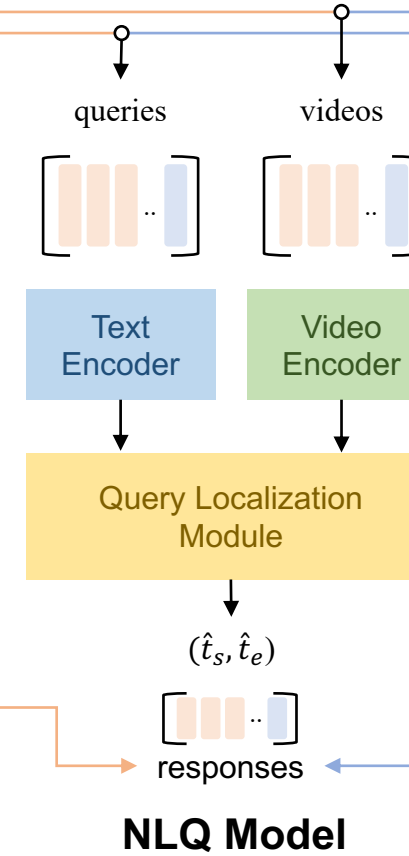 queries
videos
..
..
Text
Encoder
Video
Encoder
Query Localization
Module
(t̂ₛ, t̂ₑ)
..
responses
NLQ Model